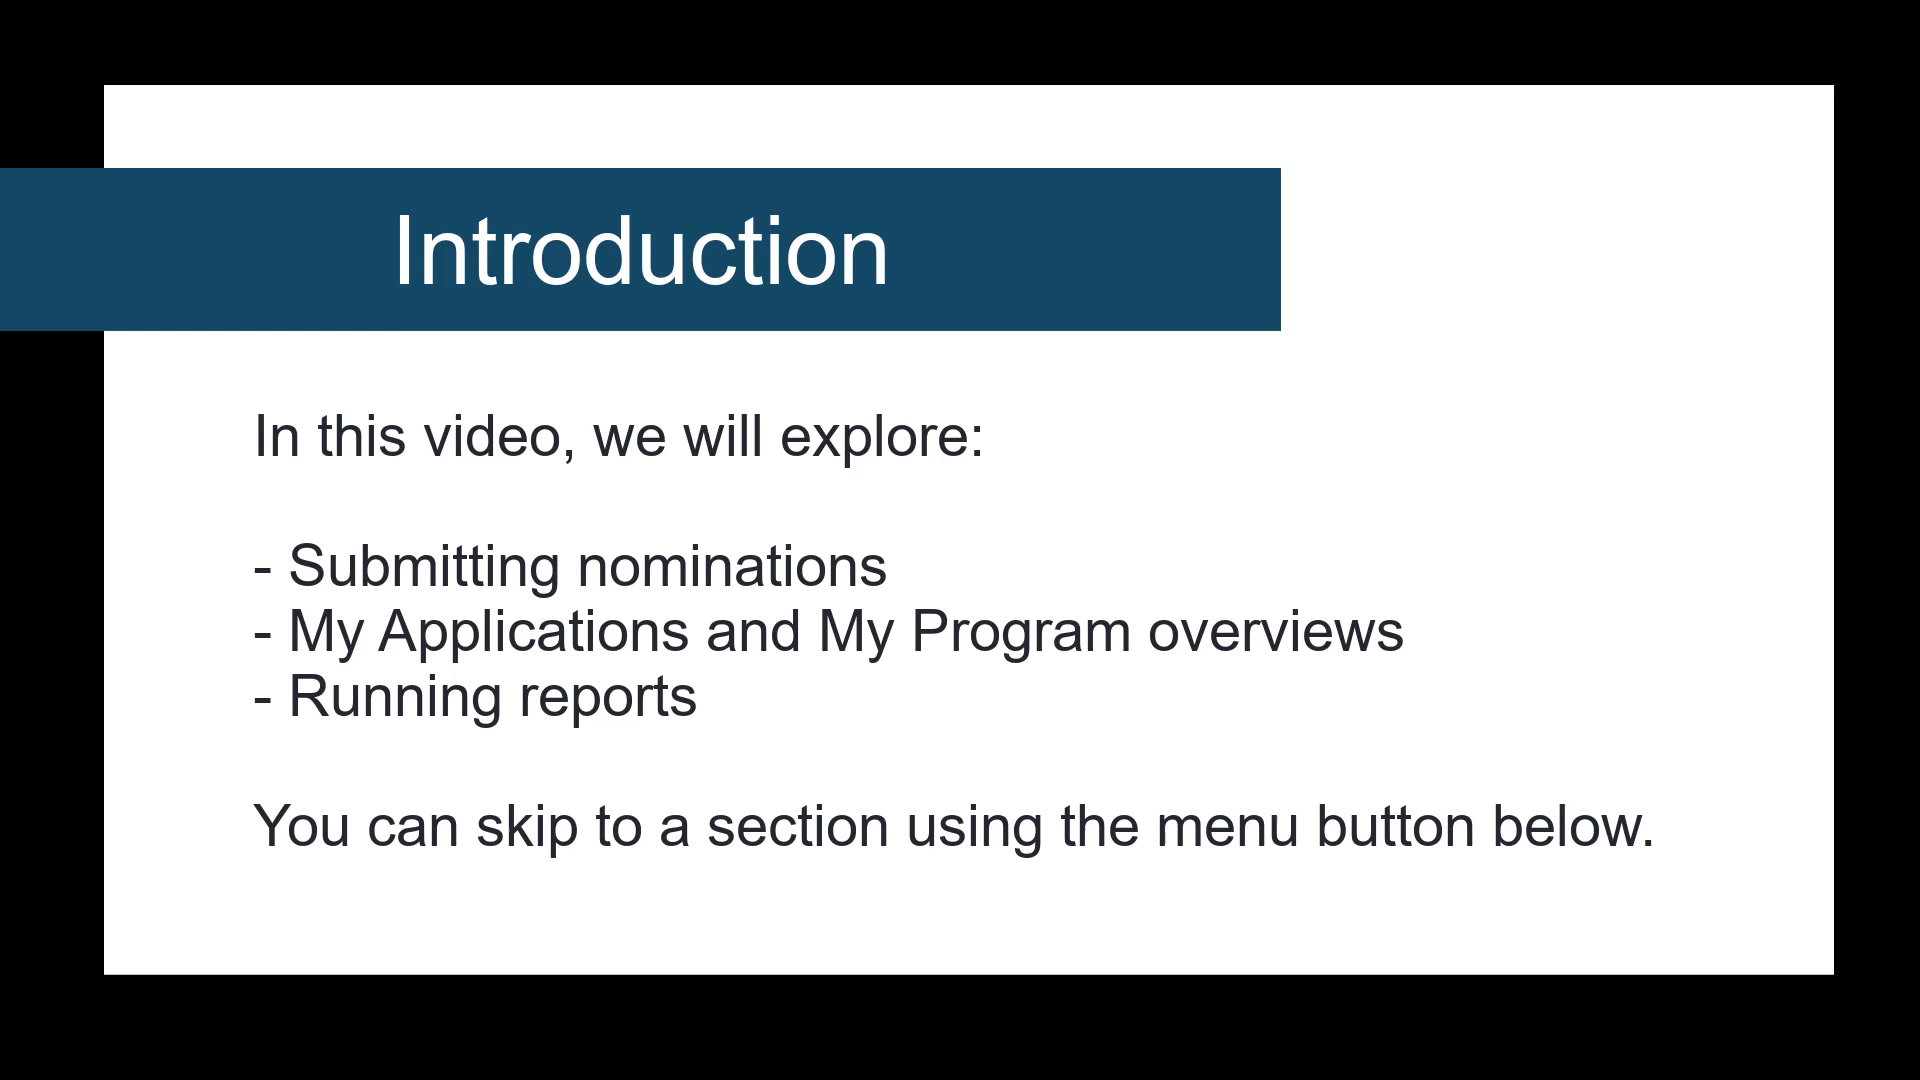 Introduction
In this video, we will explore:
- Submitting nominations
- My Applications and My Program overviews
- Running reports
You can skip to a section using the menu button below.